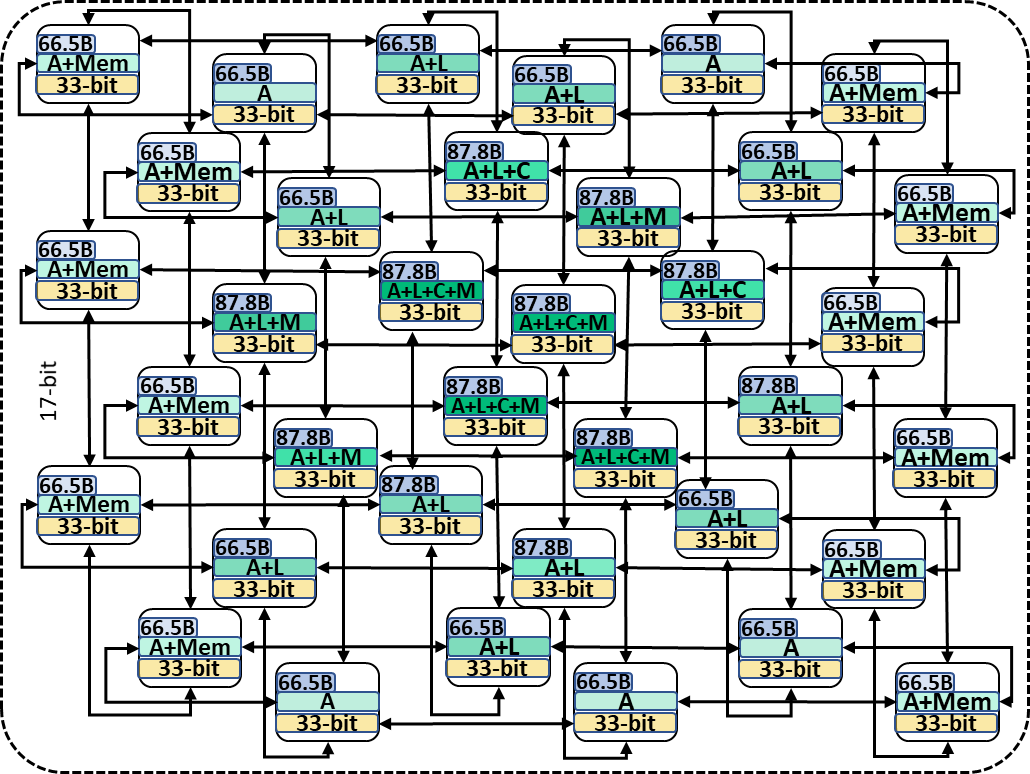 66.5B
A+Mem
33-bit
66.5B
A+L
33-bit
66.5B
A
33-bit
66.5B
A
33-bit
66.5B
A+L
33-bit
66.5B
A+Mem
33-bit
66.5B
A+Mem
33-bit
87.8B
A+L+C
33-bit
66.5B
A+L
33-bit
66.5B
A+L
33-bit
87.8B
A+L+M
33-bit
66.5B
A+Mem
33-bit
66.5B
A+Mem
33-bit
87.8B
A+L+C+M
33-bit
87.8B
A+L+C
33-bit
87.8B
A+L+M
33-bit
87.8B
A+L+C+M
33-bit
66.5B
A+Mem
33-bit
17-bit
66.5B
A+Mem
33-bit
87.8B
A+L+C+M
33-bit
87.8B
A+L
33-bit
87.8B
A+L+M
33-bit
87.8B
A+L+C+M
33-bit
66.5B
A+Mem
33-bit
66.5B
A+Mem
33-bit
87.8B
A+L
33-bit
66.5B
A+L
33-bit
66.5B
A+L
33-bit
87.8B
A+L
33-bit
66.5B
A+Mem
33-bit
66.5B
A+Mem
33-bit
66.5B
A+L
33-bit
66.5B
A
33-bit
66.5B
A
33-bit
66.5B
A
33-bit
66.5B
A+Mem
33-bit